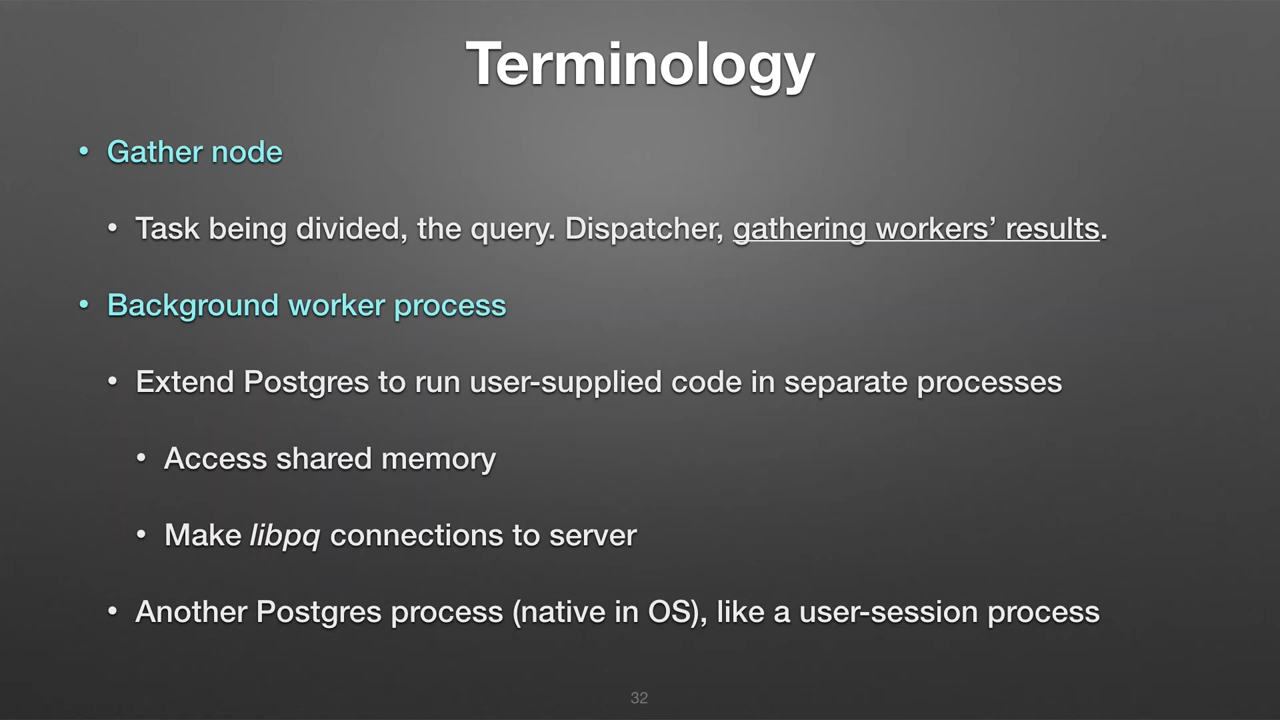 Terminology
• Gather node
• Task being divided, the query. Dispatcher, gathering workers’ results.
• Background worker process
• Extend Postgres to run user-supplied code in separate processes
• Access shared memory
• Make libpq connections to server
• Another Postgres process (native in OS), like a user-session process
32